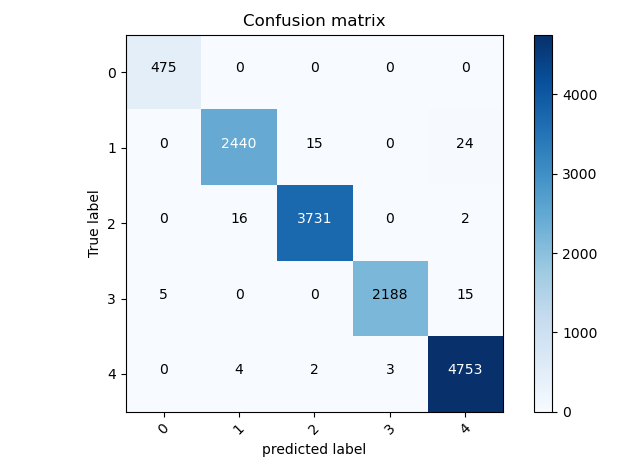 Confusion matrix
True label
0 475 0 0 0 0
1 0 2440 15 0 24
2 0 16 3731 0 2
3 5 0 0 2188 15
4 0 4 2 3 4753
0 1 2 3 4
predicted label
4000
3000
2000
1000
0